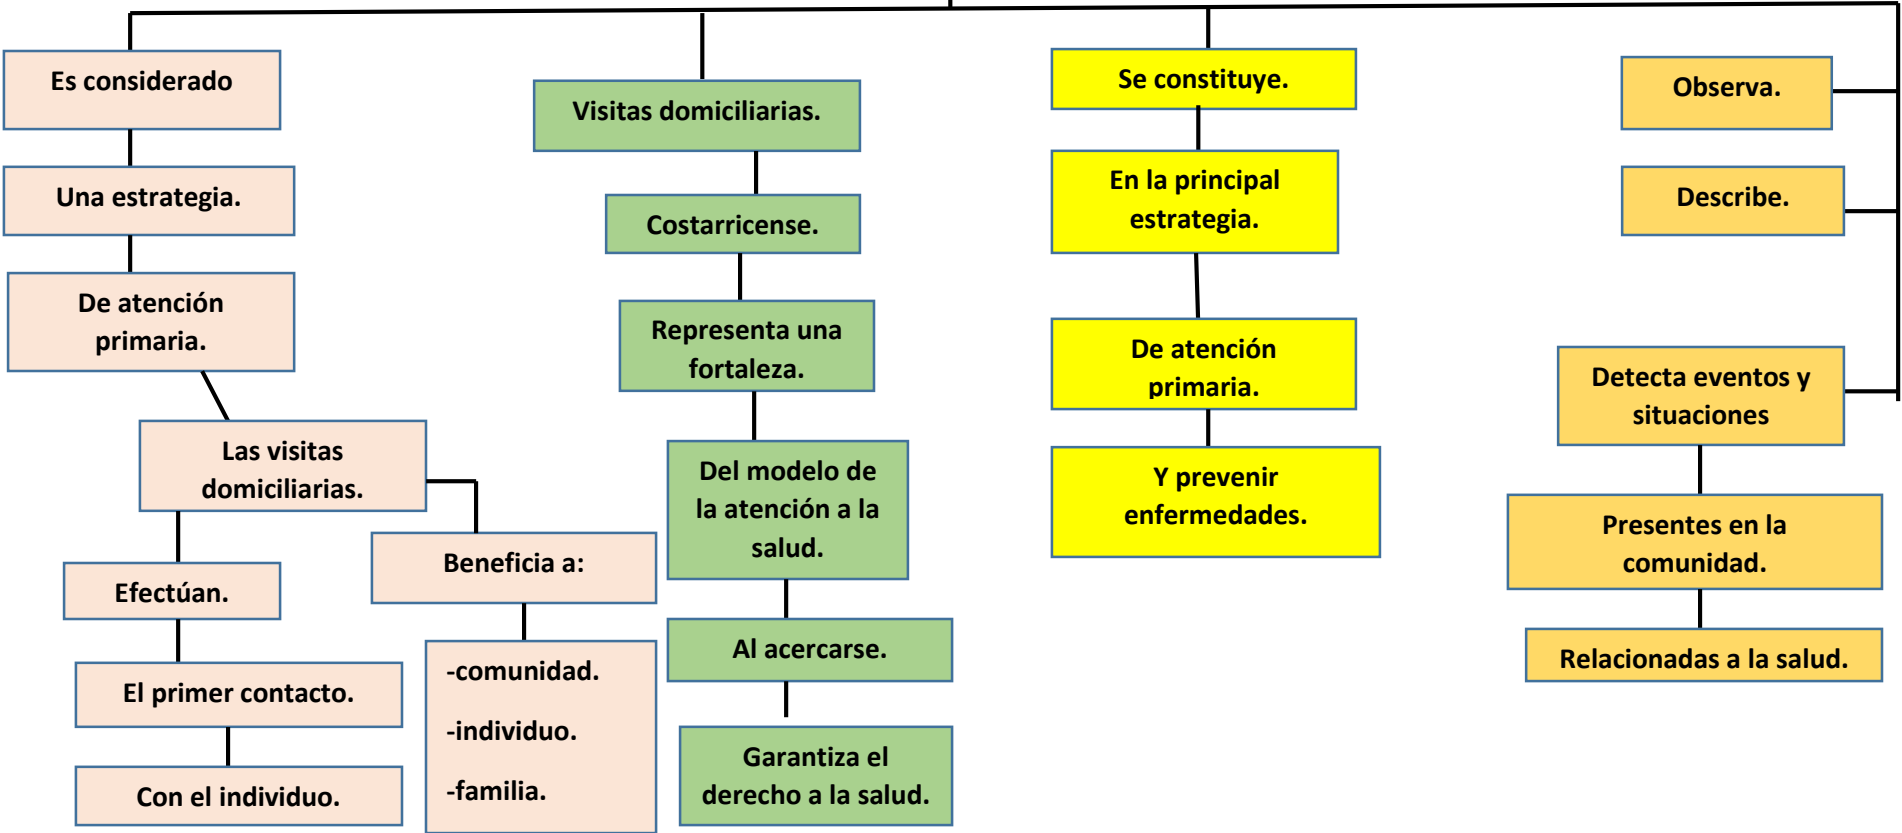 Es considerado
Una estrategia.
De atención
primaria.
Las visitas
domiciliarias.
Efectúan.
El primer contacto.
Con el individuo.
Beneficia a:
-comunidad.
-individuo.
-familia.
Visitas domiciliarias.
Costarricense.
Representa una
fortaleza.
Del modelo de
la atención a la
salud.
Al acercarse.
Garantiza el
derecho a la salud.
Se constituye.
En la principal
estrategia.
De atención
primaria.
Y prevenir
enfermedades.
Observa.
Describe.
Detecta eventos y
situaciones
Presentes en la
comunidad.
Relacionadas a la salud.